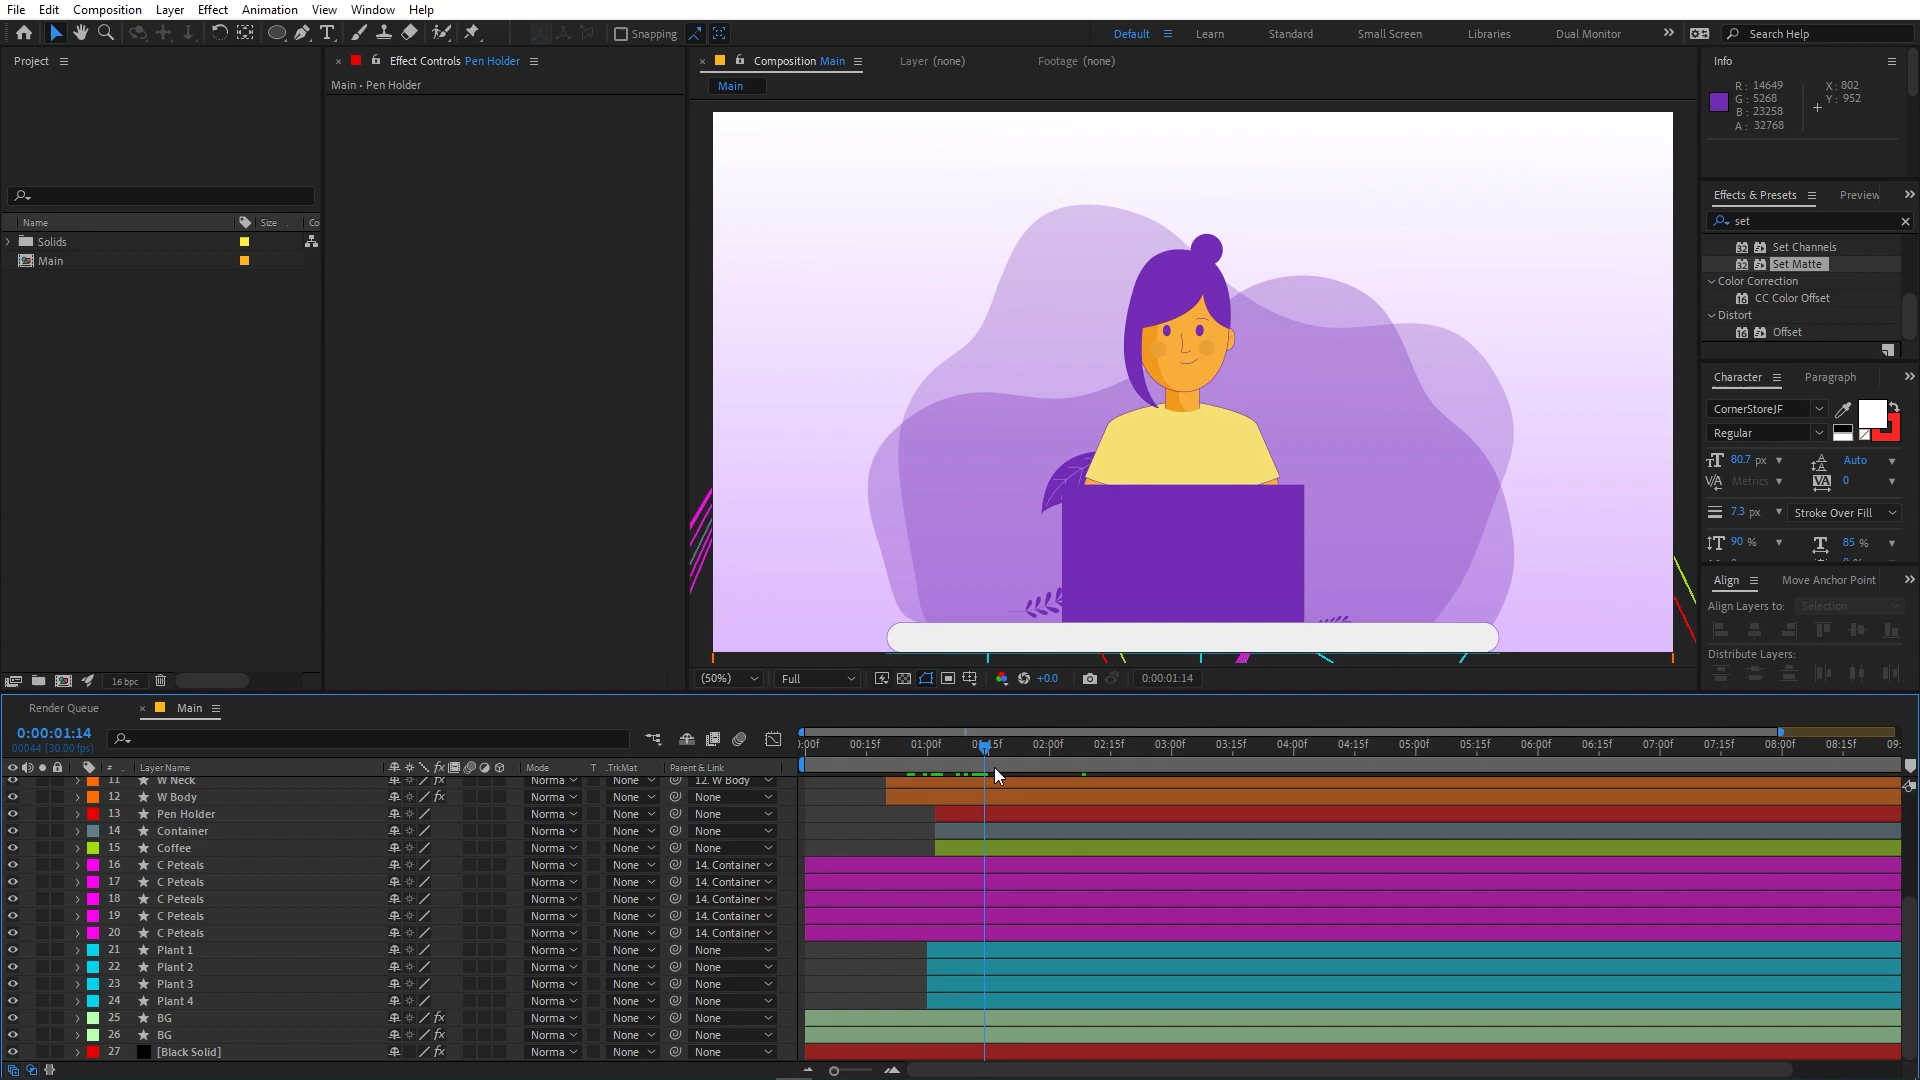 File Edit Composition Layer Effect Animation View Window Help
Snapping
Default Learn Standard Small Screen Libraries Dual Monitor Search Help
Project
Effect Controls Pen Holder
Main • Pen Holder
Composition Main
Layer (none)
Footage (none)
Main
Info
R: 14649
G: 5268
B: 23258
A: 32768
X: 802
Y: 952
Effects & Presets
Preview
set
Set Channels
Set Matte
Color Correction
CC Color Offset
Distort
Offset
Name Size Co
Solids
Main
Character Paragraph
CornerStoreJF
Regular
80.7 px Auto
Metrics 0
7.3 px Stroke Over Fill
90 % 85 %
Align Move Anchor Point
Align Layers to: Selection
Distribute Layers:
16 bpc
(50%) Full +0.0 0:00:01:14
Render Queue Main
0:00:01:14
00044 (30.00 fps)
:00f 00:15f 01:00f 01:15f 02:00f 02:15f 03:00f 03:15f 04:00f 04:15f 05:00f 05:15f 06:00f 06:15f 07:00f 07:15f 08:00f 08:15f 09:
# Layer Name fx Mode T .TrkMat Parent & Link
11 W Neck fx Norma None 12. W Body
12 W Body fx Norma None None
13 Pen Holder Norma None None
14 Container Norma None None
15 Coffee Norma None None
16 C Peteals Norma None 14. Container
17 C Peteals Norma None 14. Container
18 C Peteals Norma None 14. Container
19 C Peteals Norma None 14. Container
20 C Peteals Norma None 14. Container
21 Plant 1 Norma None None
22 Plant 2 Norma None None
23 Plant 3 Norma None None
24 Plant 4 Norma None None
25 BG fx Norma None None
26 BG fx Norma None None
27 [Black Solid] fx Norma None None